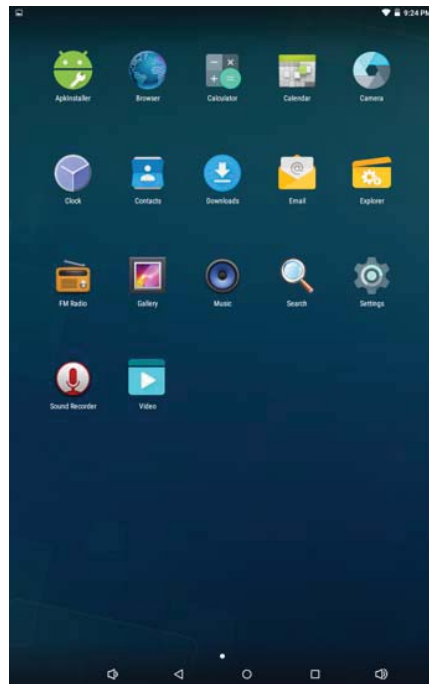 9:24 PM
ApkInstaller Browser Calculator Calendar Camera
Clock Contacts Downloads Email Explorer
FM Radio Gallery Music Search Settings
Sound Recorder Video